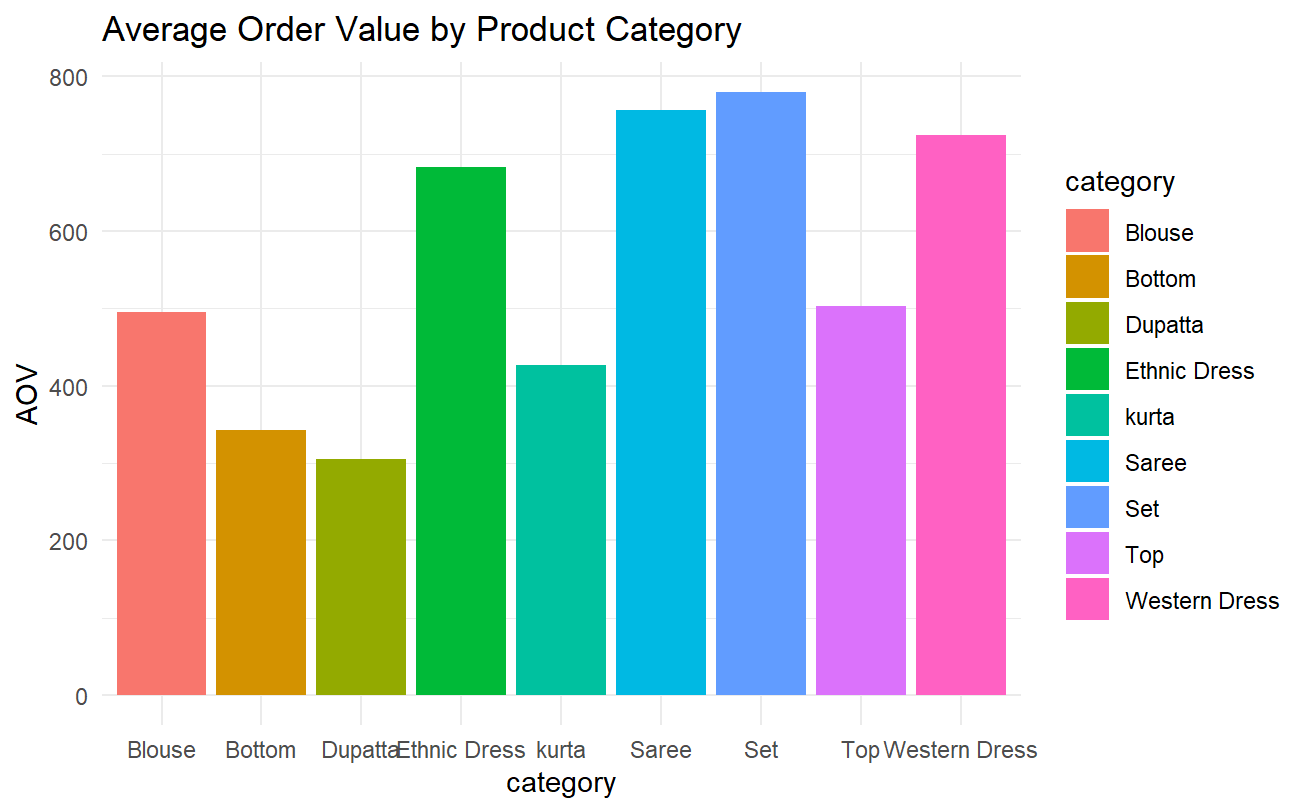 Average Order Value by Product Category
800
600
400
200
0
AOV
Blouse Bottom Dupatta Ethnic Dress kurta Saree Set Top Western Dress
category
category
Blouse
Bottom
Dupatta
Ethnic Dress
kurta
Saree
Set
Top
Western Dress